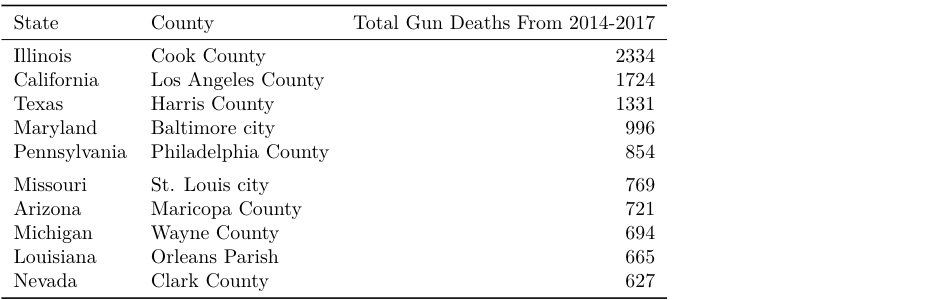 State County Total Gun Deaths From 2014-2017
Illinois Cook County 2334
California Los Angeles County 1724
Texas Harris County 1331
Maryland Baltimore city 996
Pennsylvania Philadelphia County 854
Missouri St. Louis city 769
Arizona Maricopa County 721
Michigan Wayne County 694
Louisiana Orleans Parish 665
Nevada Clark County 627